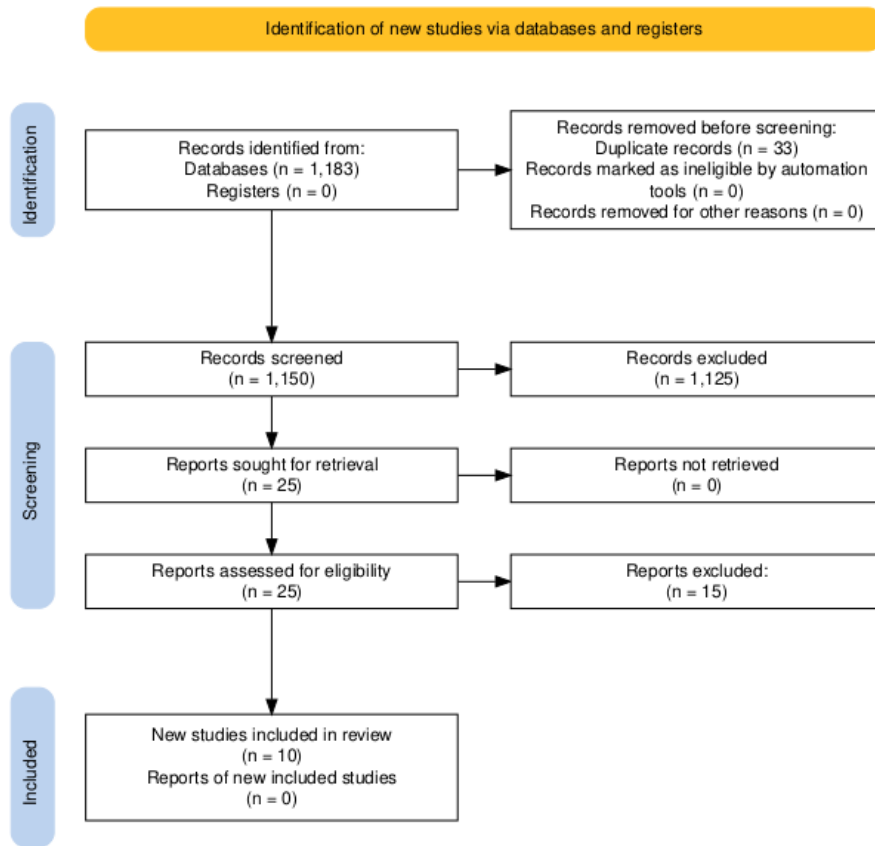 Identification of new studies via databases and registers
Identification
Records identified from:
Databases (n = 1,183)
Registers (n = 0)
Records removed before screening:
Duplicate records (n = 33)
Records marked as ineligible by automation
tools (n = 0)
Records removed for other reasons (n = 0)
Screening
Records screened
(n = 1,150)
Records excluded
(n = 1,125)
Reports sought for retrieval
(n = 25)
Reports not retrieved
(n = 0)
Reports assessed for eligibility
(n = 25)
Reports excluded:
(n = 15)
Included
New studies included in review
(n = 10)
Reports of new included studies
(n = 0)